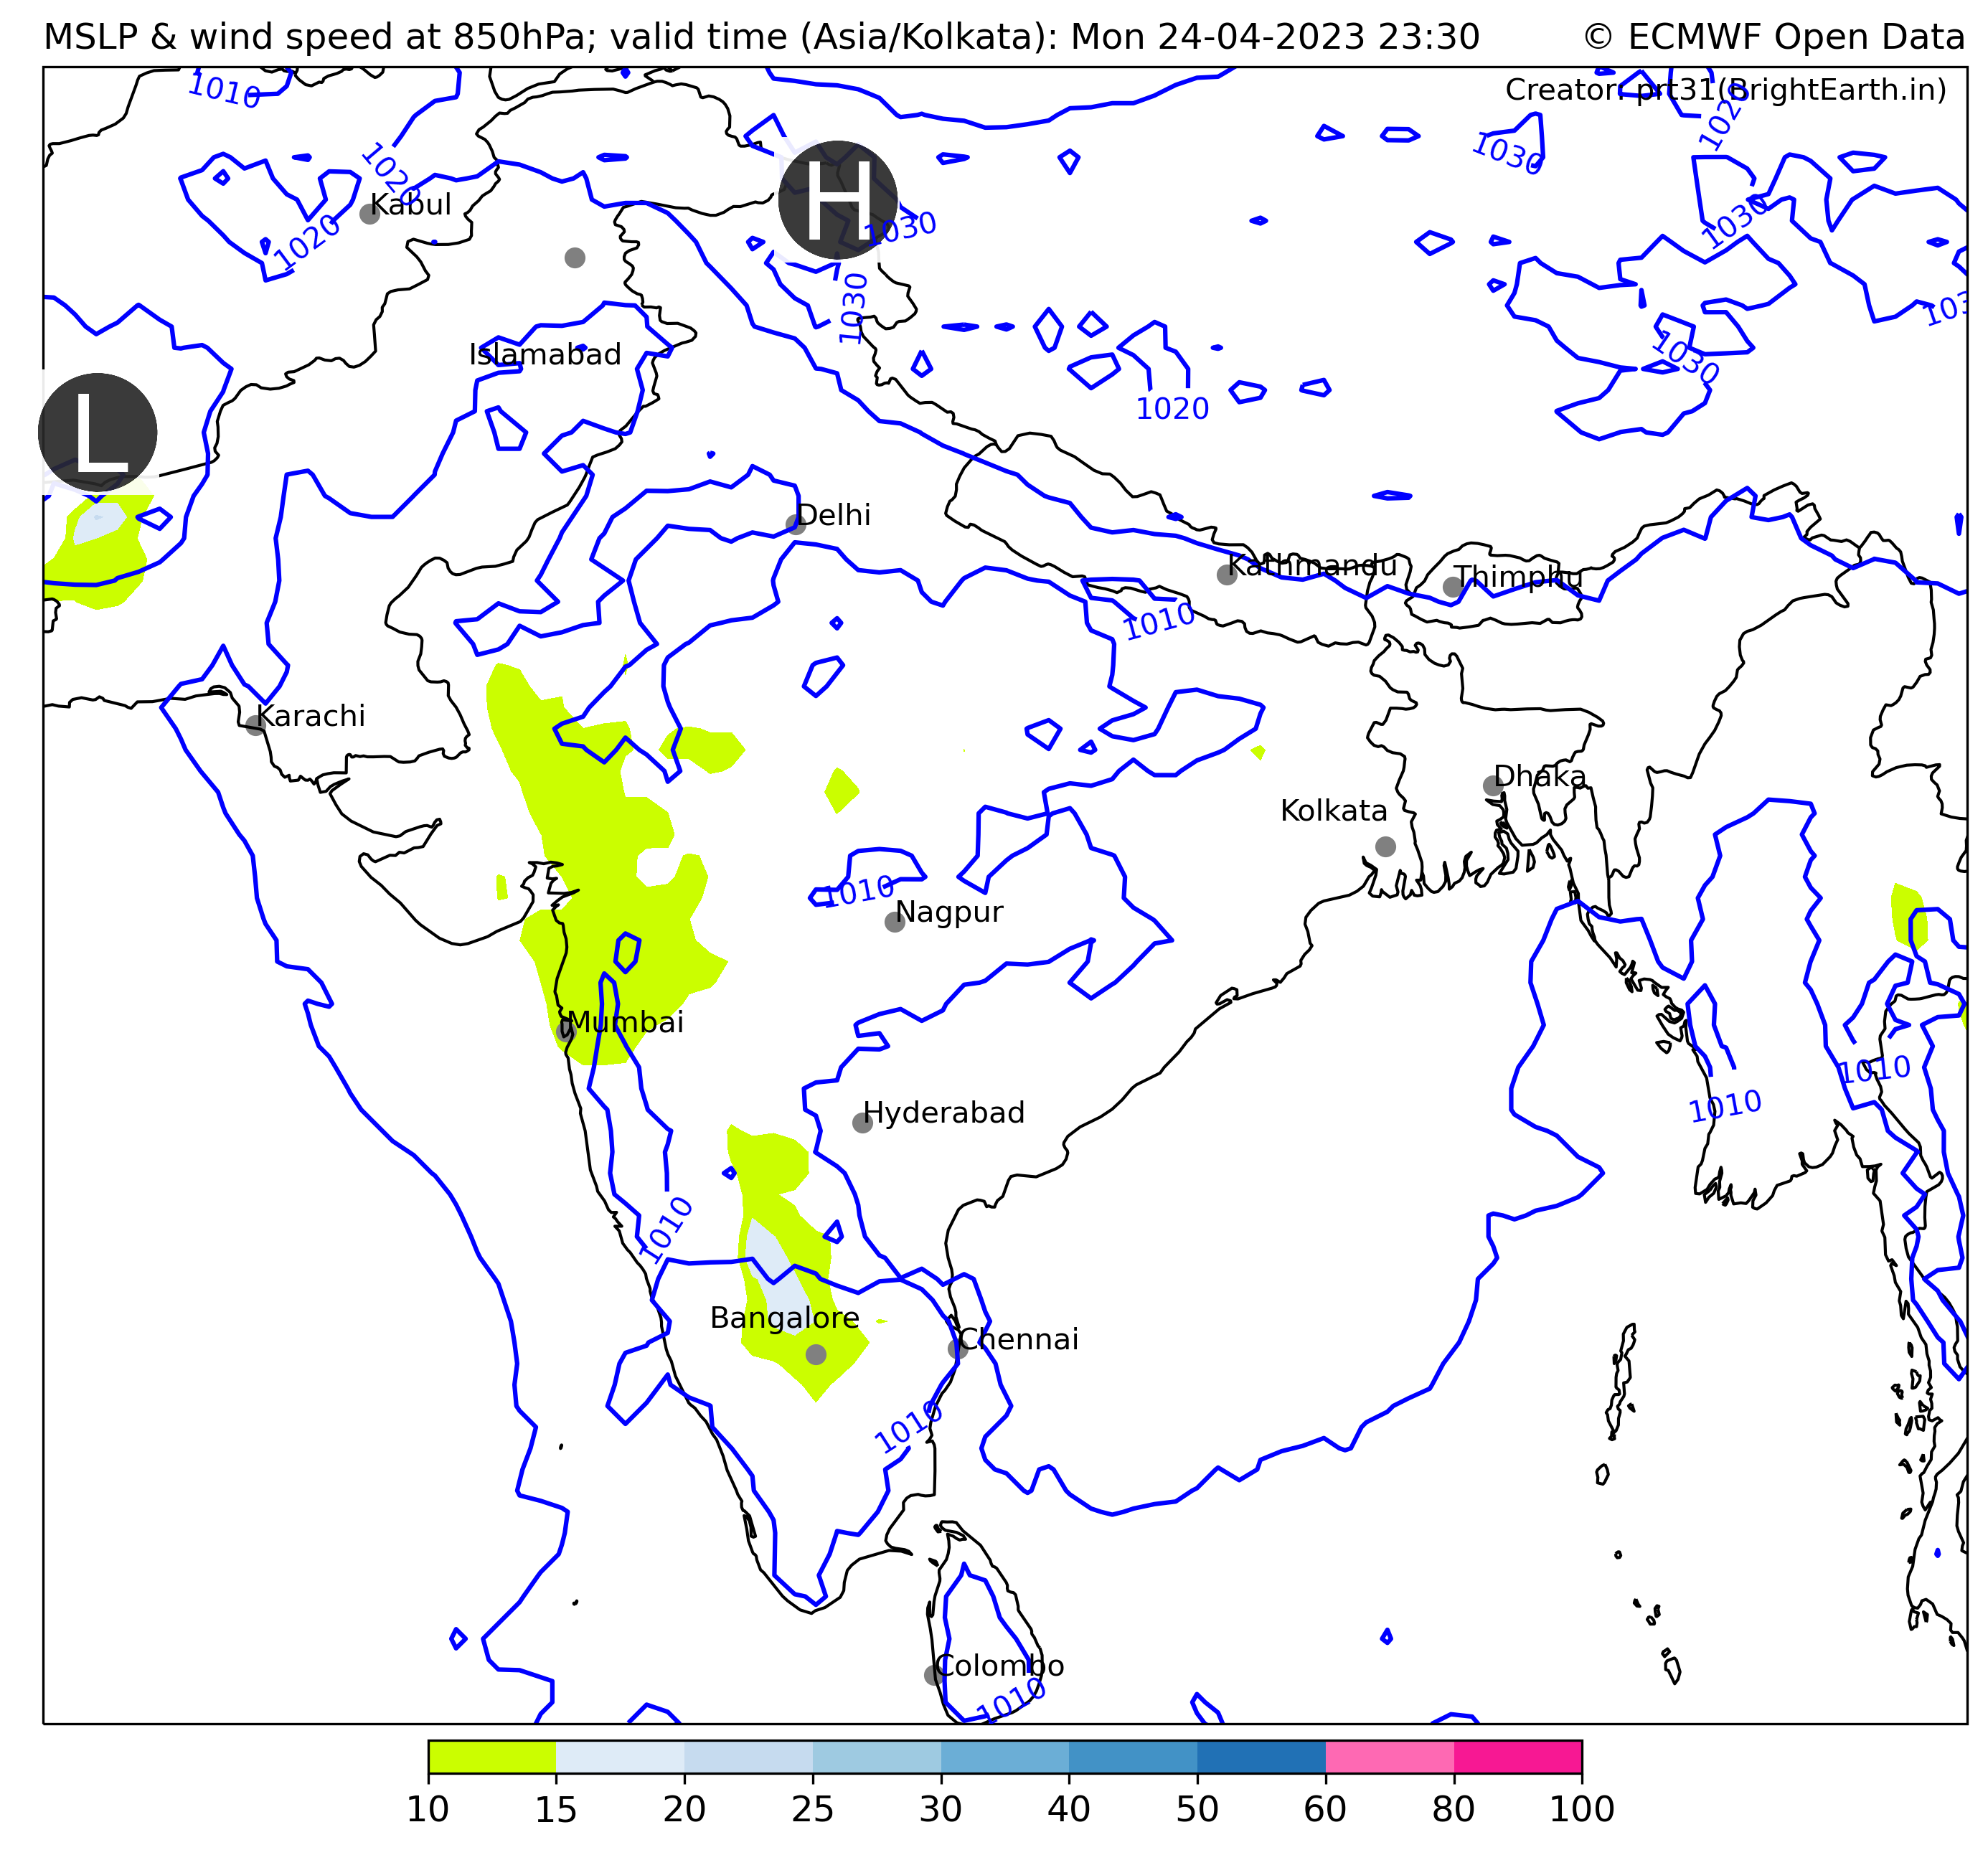 MSLP & wind speed at 850hPa; valid time (Asia/Kolkata): Mon 24-04-2023 23:30
© ECMWF Open Data
Creator: prt31(BrightEarth.in)
1010
1020
1020
1030
1020
Kabul
H
1030
1030
1020
1030
1030
Islamabad
1030
1020
L
Delhi
Kathmandu
Thimphu
1010
Karachi
Dhaka
Kolkata
1010
Nagpur
Mumbai
1010
1010
Hyderabad
1010
Bangalore
Chennai
1010
Colombo
1010
10 15 20 25 30 40 50 60 80 100